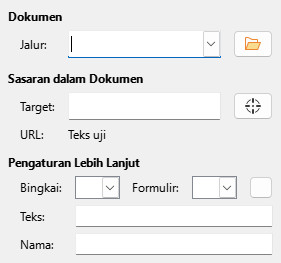 Dokumen
Jalur:
Sasaran dalam Dokumen
Target:
URL: Teks uji
Pengaturan Lebih Lanjut
Bingkai: Formulir:
Teks:
Nama: